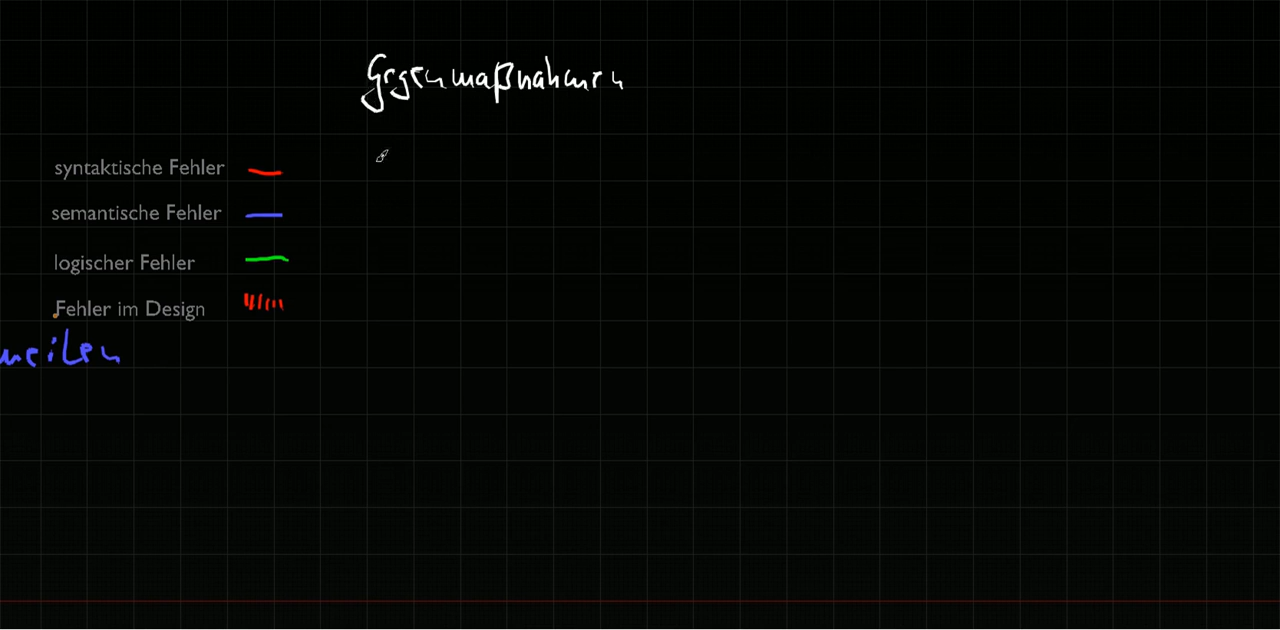 Gegenmaßnahmen
syntaktische Fehler
semantische Fehler
logischer Fehler
Fehler im Design